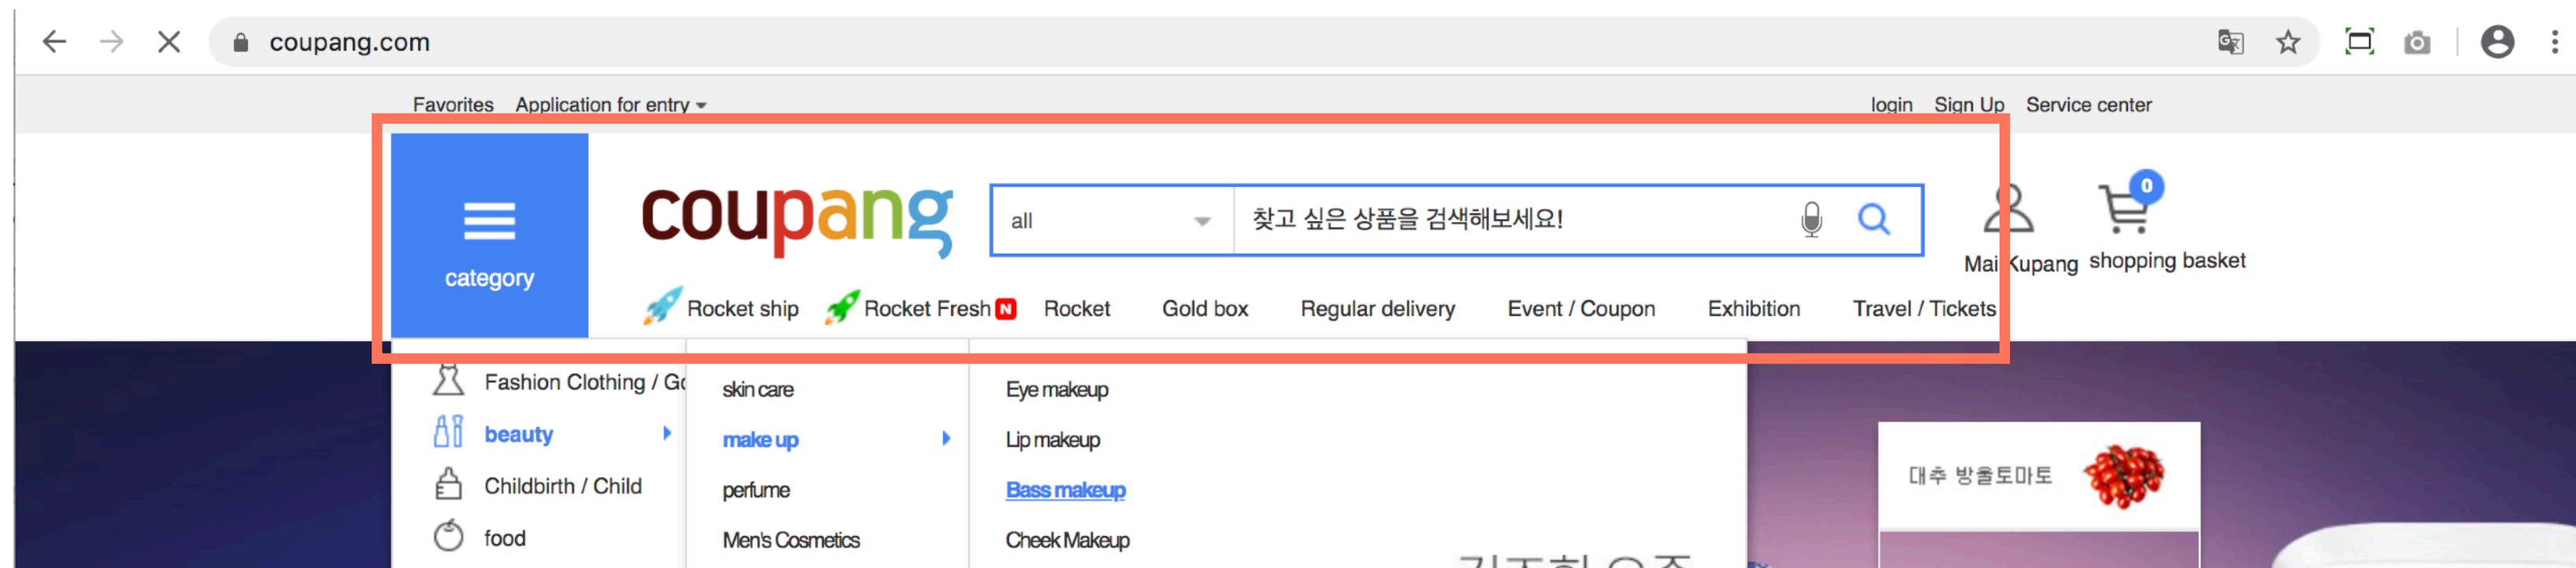 coupang.com
Favorites Application for entry login Sign Up Service center
coupang all 찾고 싶은 상품을 검색해보세요! 0
category Mai Kupang shopping basket
Rocket ship Rocket Fresh N Rocket Gold box Regular delivery Event / Coupon Exhibition Travel / Tickets
Fashion Clothing / skin care Eye makeup
beauty make up Lip makeup
Childbirth / Child perfume Bass makeup
food Men's Cosmetics Cheek Makeup
대추 방울토마토